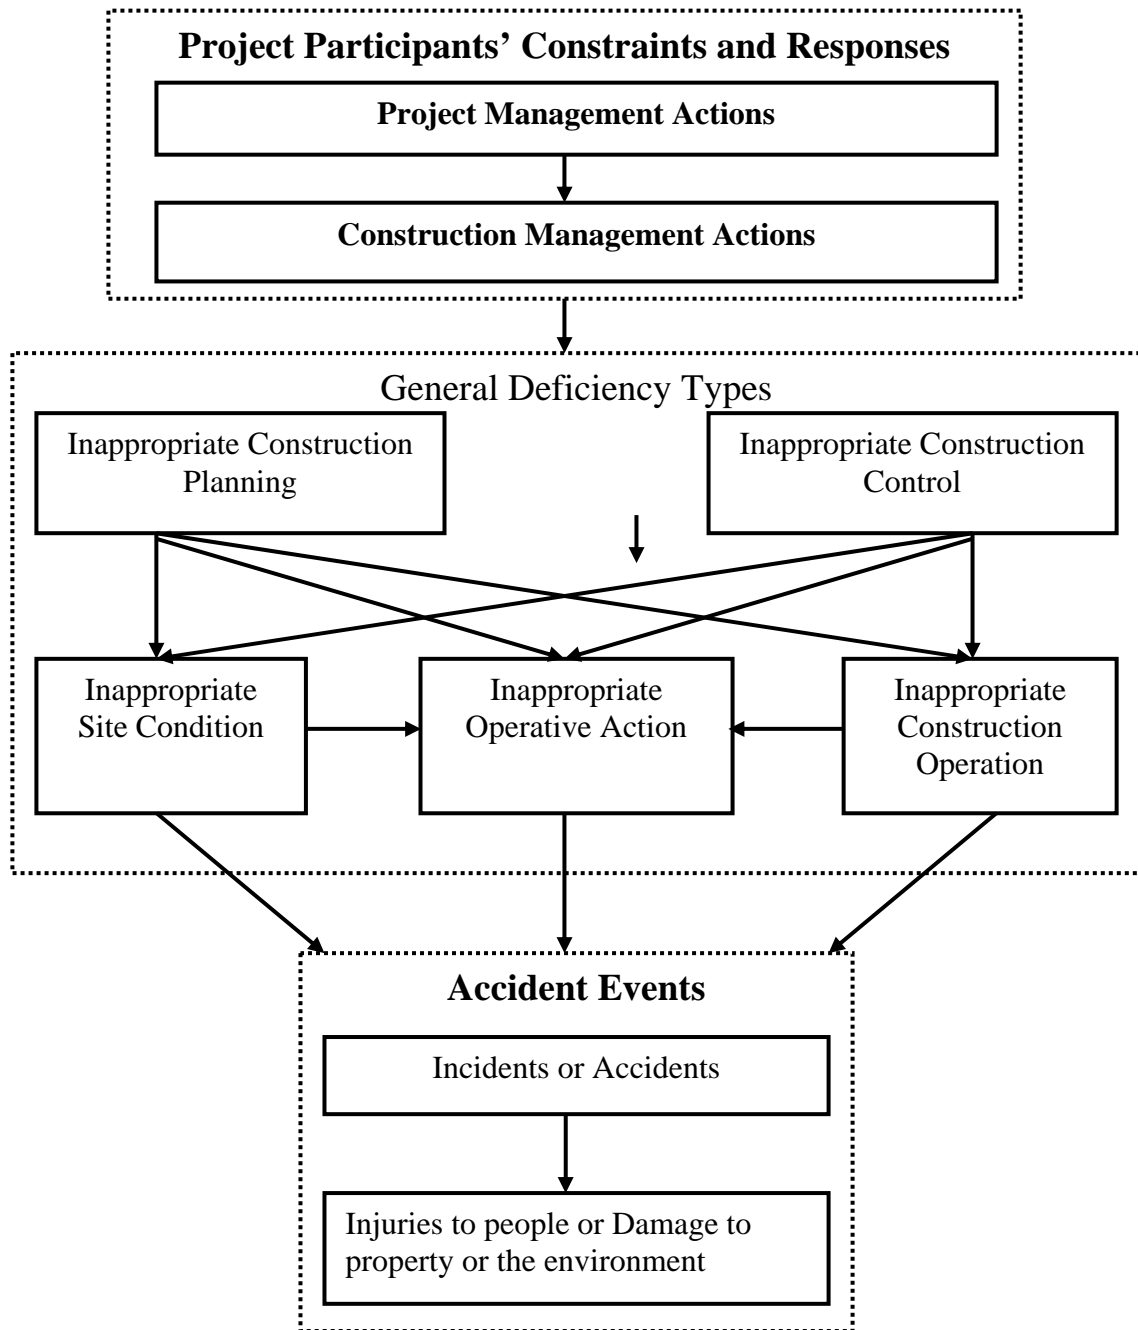 Project Participants’ Constraints and Responses
Project Management Actions
Construction Management Actions
General Deficiency Types
Inappropriate Construction
Planning
Inappropriate Construction
Control
Inappropriate
Site Condition
Inappropriate
Operative Action
Inappropriate
Construction
Operation
Accident Events
Incidents or Accidents
Injuries to people or Damage to
property or the environment